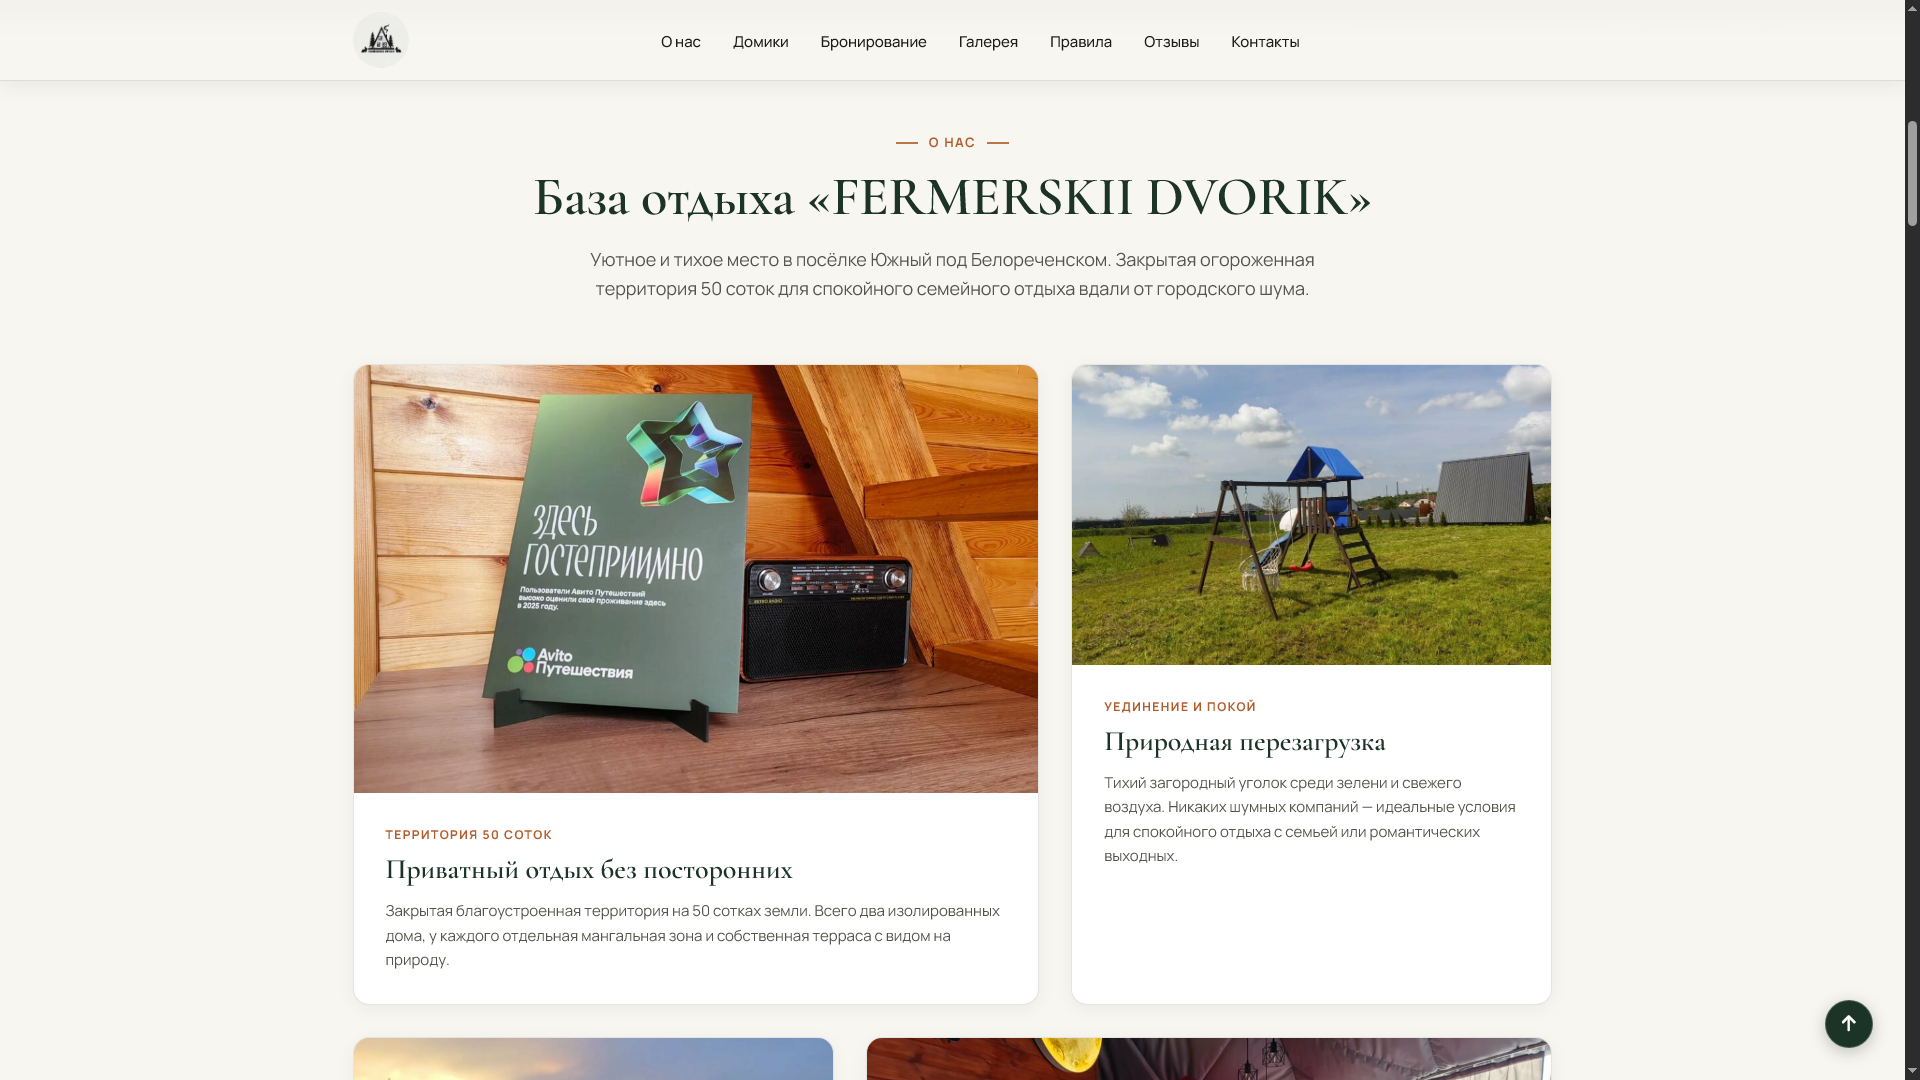 О нас
Домики
Бронирование
Галерея
Правила
Отзывы
Контакты
О НАС
База отдыха «FERMERSKII DVORIK»
Уютное и тихое место в посёлке Южный под Белореченском. Закрытая огороженная
территория 50 соток для спокойного семейного отдыха вдали от городского шума.
ЗДЕСЬ
ГОСТЕПРИИМНО
Пользователи Авито Путешествий
высоко оценили своё проживание здесь
в 2025 году.
Avito
Путешествия
ТЕРРИТОРИЯ 50 СОТОК
Приватный отдых без посторонних
Закрытая благоустроенная территория на 50 сотках земли. Всего два изолированных
дома, у каждого отдельная мангальная зона и собственная терраса с видом на
природу.
УЕДИНЕНИЕ И ПОКОЙ
Природная перезагрузка
Тихий загородный уголок среди зелени и свежего
воздуха. Никаких шумных компаний — идеальные условия
для спокойного отдыха с семьей или романтических
выходных.